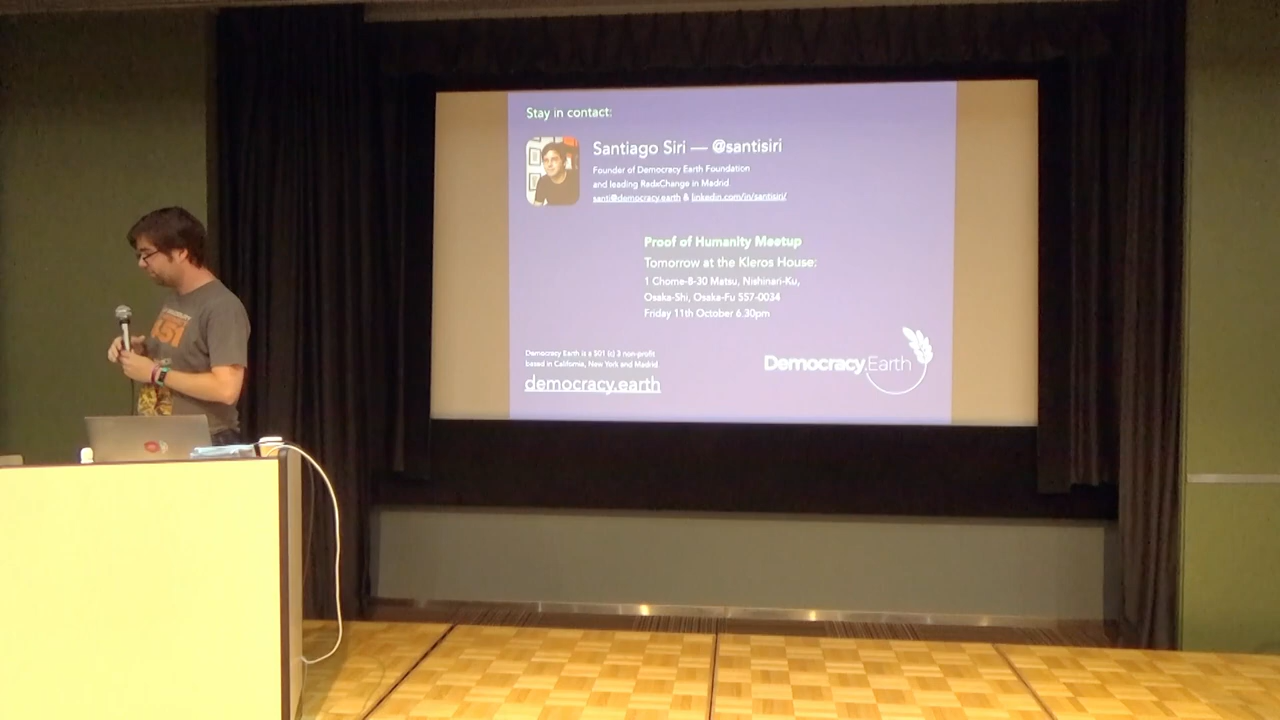 Stay in contact:
Santiago Siri — @santisiri
Founder of Democracy Earth Foundation
and leading RadxChange in Madrid
santi@democracy.earth & linkedin.com/in/santisiri/
Proof of Humanity Meetup
Tomorrow at the Kleros House:
1 Chome-8-30 Matsu, Nishinari-Ku,
Osaka-Shi, Osaka-Fu 557-0034
Friday 11th October 6.30pm
Democracy Earth is a 501 (c) 3 non-profit
based in California, New York and Madrid
democracy.earth
Democracy.Earth